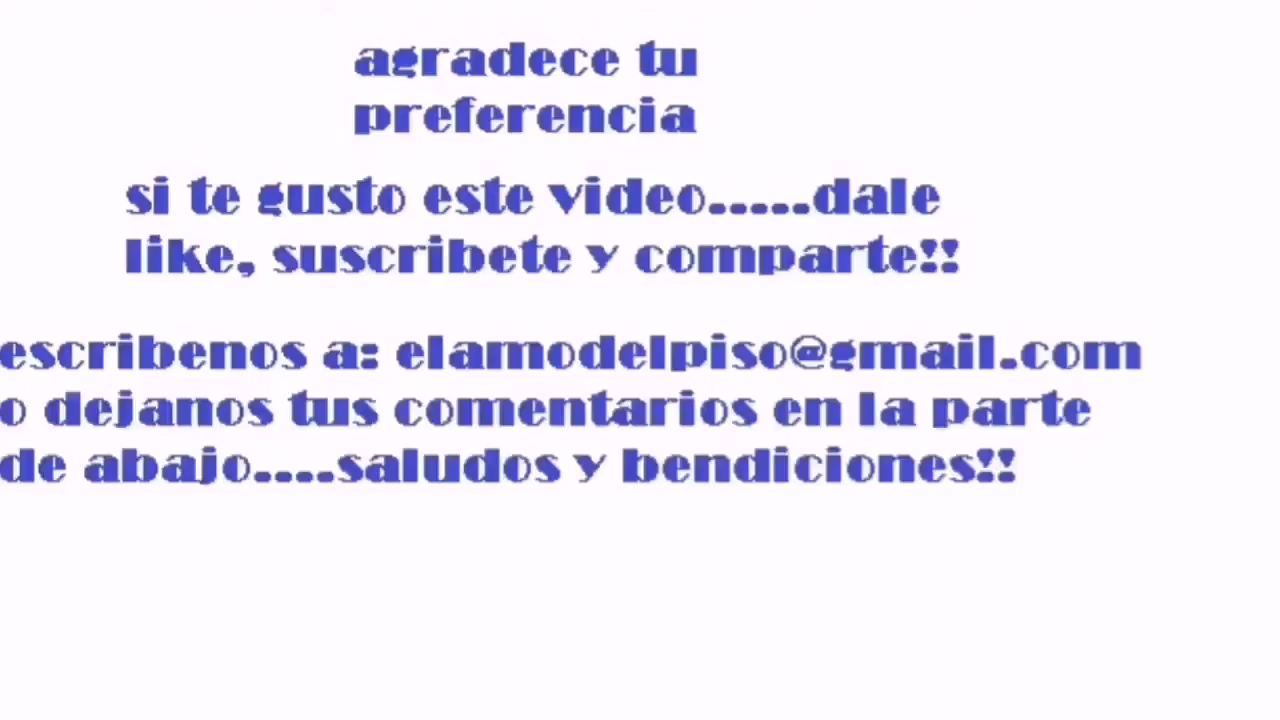 agradece tu
preferencia
si te gusto este video.....dale
like, suscribete y comparte!!
escribenos a: elamodelpiso@gmail.com
o dejanos tus comentarios en la parte
de abajo....saludos y bendiciones!!